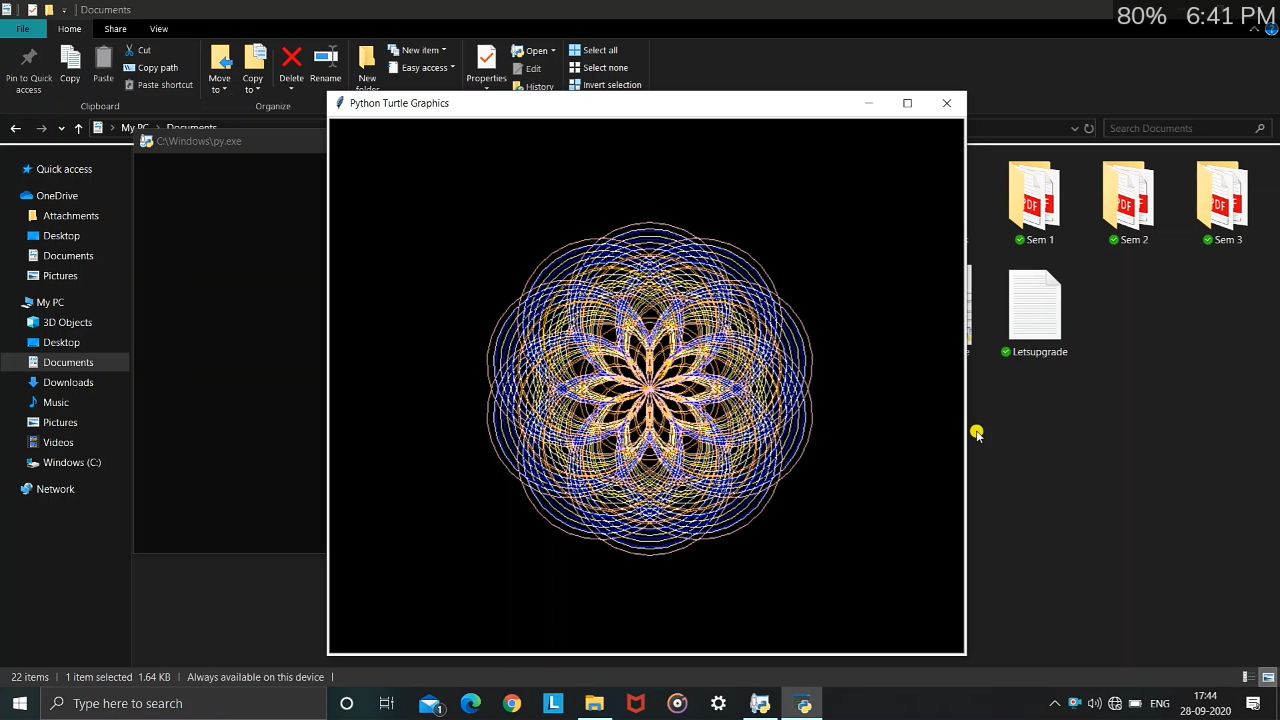 Documents
80% 6:41 PM
File Home Share View
Pin to Quick access
Copy
Paste
Cut
Copy path
Paste shortcut
Clipboard
Move to
Copy to
Delete
Rename
Organize
New folder
New item
Easy access
Properties
Open
Edit
History
Select all
Select none
Invert selection
Python Turtle Graphics
My PC Documents
Search Documents
C:\Windows\py.exe
Quick access
OneDrive
Attachments
Desktop
Documents
Pictures
My PC
3D Objects
Desktop
Documents
Downloads
Music
Pictures
Videos
Windows (C:)
Network
PDF PDF PDF
Sem 1 Sem 2 Sem 3
Letsupgrade
22 items 1 item selected 1.64 KB Always available on this device
Type here to search
1
L
ENG
17:44
28-09-2020